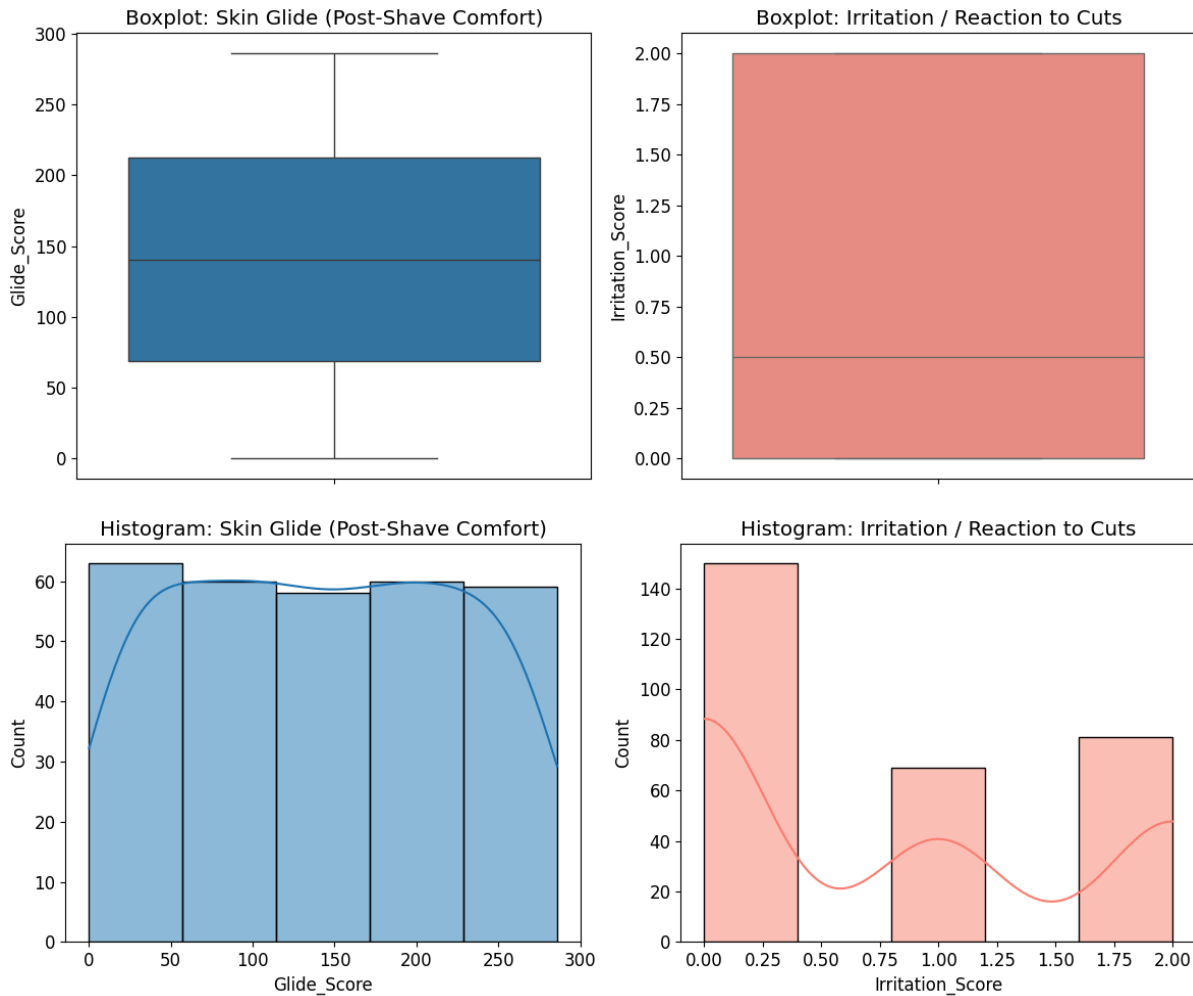 Boxplot: Skin Glide (Post-Shave Comfort)
300
250
200
150
100
50
0
Glide_Score
Boxplot: Irritation / Reaction to Cuts
2.00
1.75
1.50
1.25
1.00
0.75
0.50
0.25
0.00
Irritation_Score
Histogram: Skin Glide (Post-Shave Comfort)
60
50
40
30
20
10
0
Count
0 50 100 150 200 250 300
Glide_Score
Histogram: Irritation / Reaction to Cuts
140
120
100
80
60
40
20
0
Count
0.00 0.25 0.50 0.75 1.00 1.25 1.50 1.75 2.00
Irritation_Score